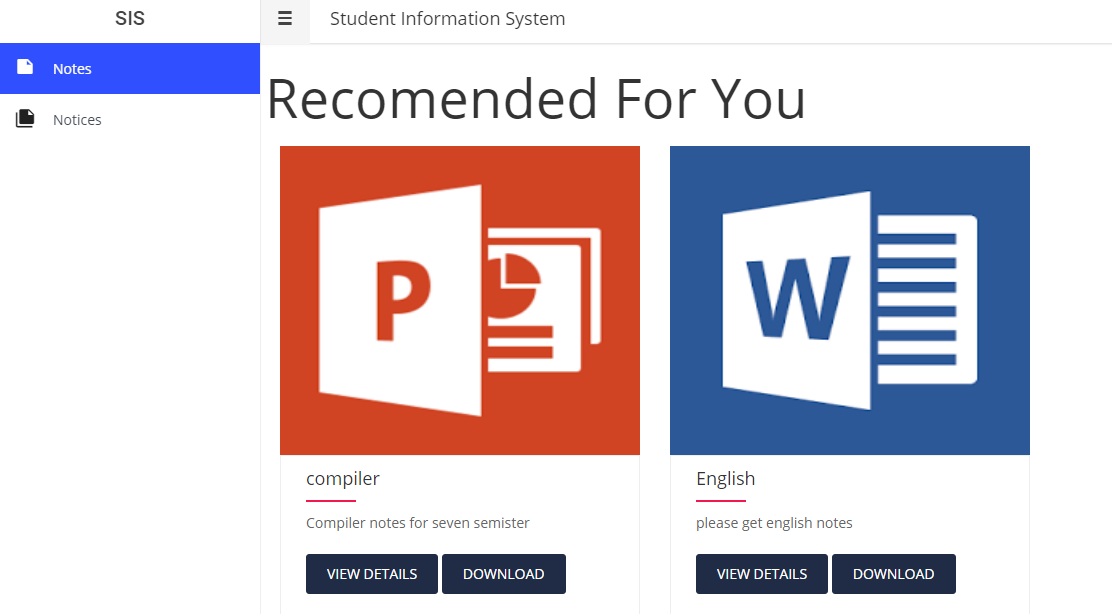 SIS
Student Information System
Notes
Notices
Recomended For You
P
W
compiler
English
Compiler notes for seven semister
please get english notes
VIEW DETAILS DOWNLOAD
VIEW DETAILS DOWNLOAD